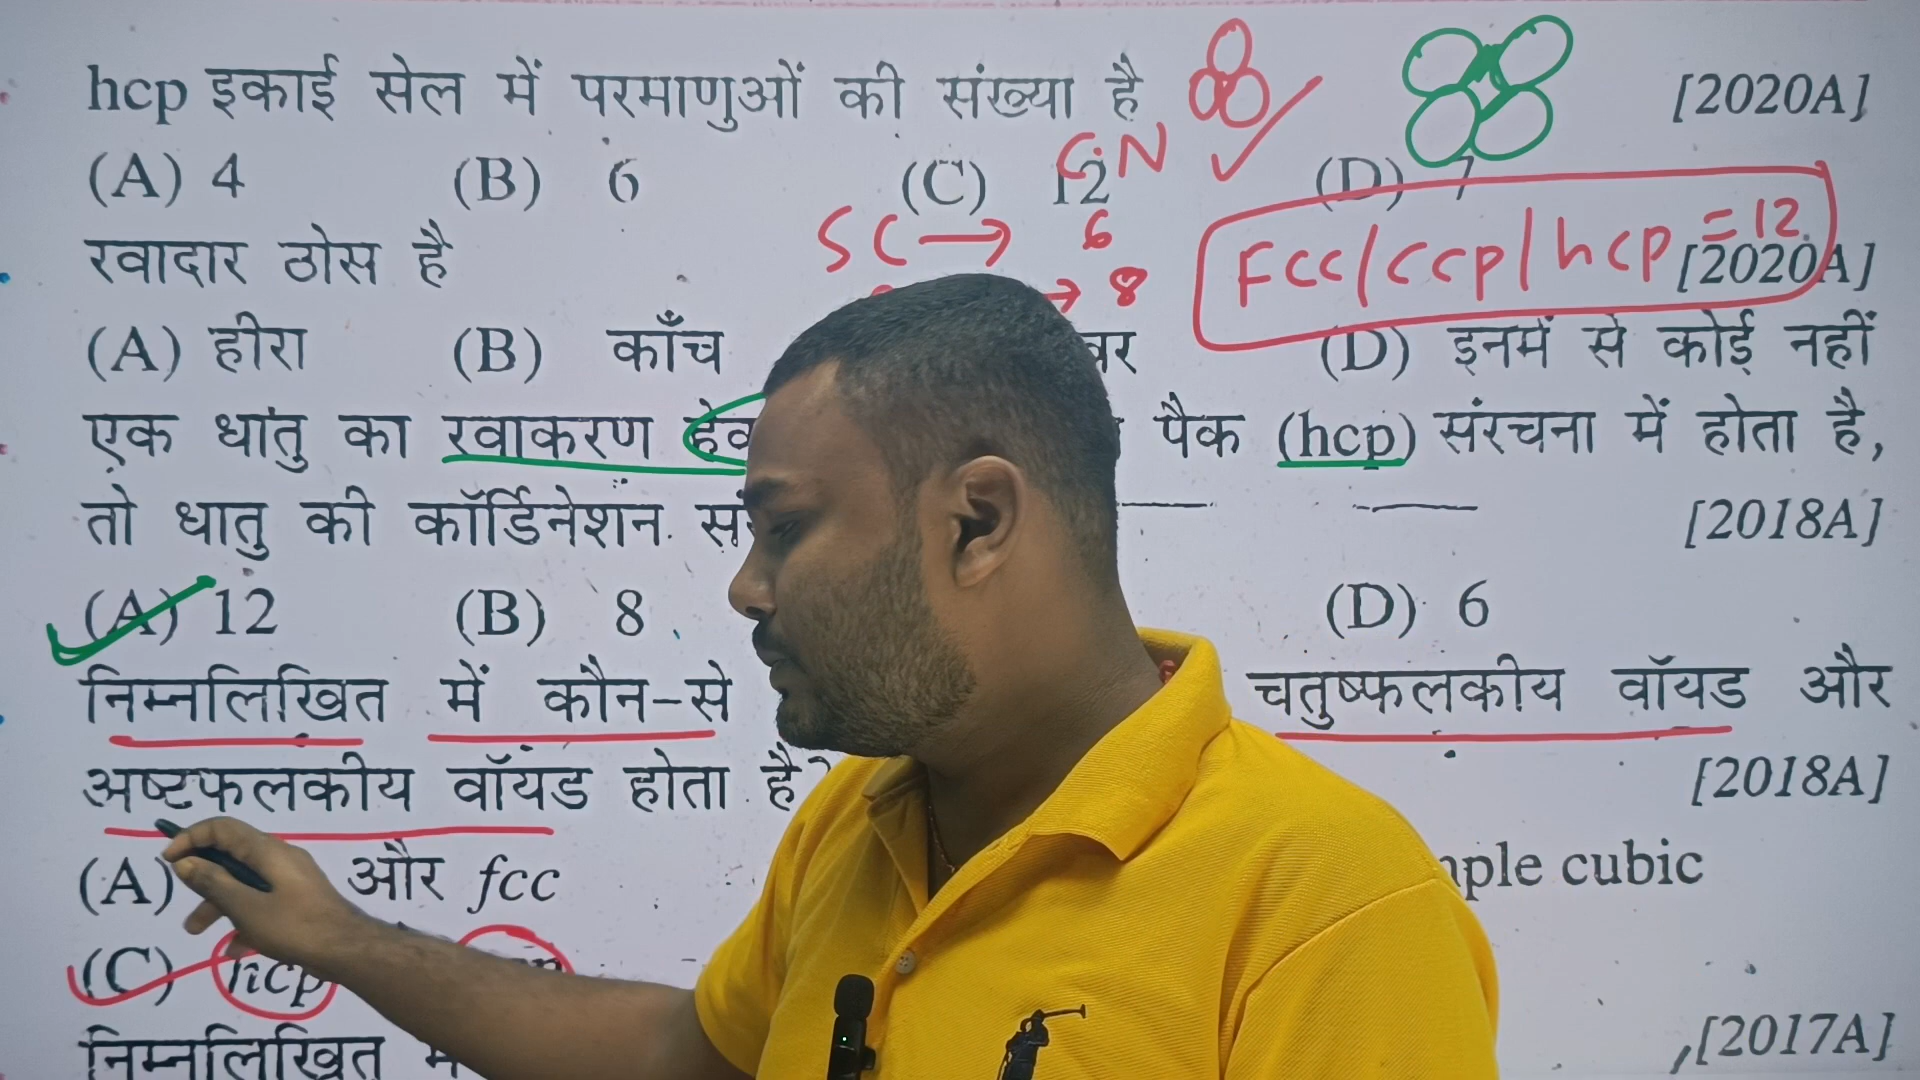 hcp इकाई सेल में परमाणुओं की संख्या है [2020A]
(A) 4 (B) 6 (C) 12 (D) 7
C.N
SC → 6
→ 8
Fcc/ccp/hcp = 12
रवादार ठोस है [2020A]
(A) हीरा (B) काँच (D) इनमें से कोई नहीं
एक धातु का रवाकरण पैक (hcp) संरचना में होता है,
तो धातु की कॉर्डिनेशन [2018A]
(A) 12 (B) 8 (D) 6
निम्नलिखित में कौन-से चतुष्फलकीय वॉयड और
अष्टफलकीय वॉयड होता है? [2018A]
(A) और fcc cubic
(C) hcp
निम्नलिखित [2017A]